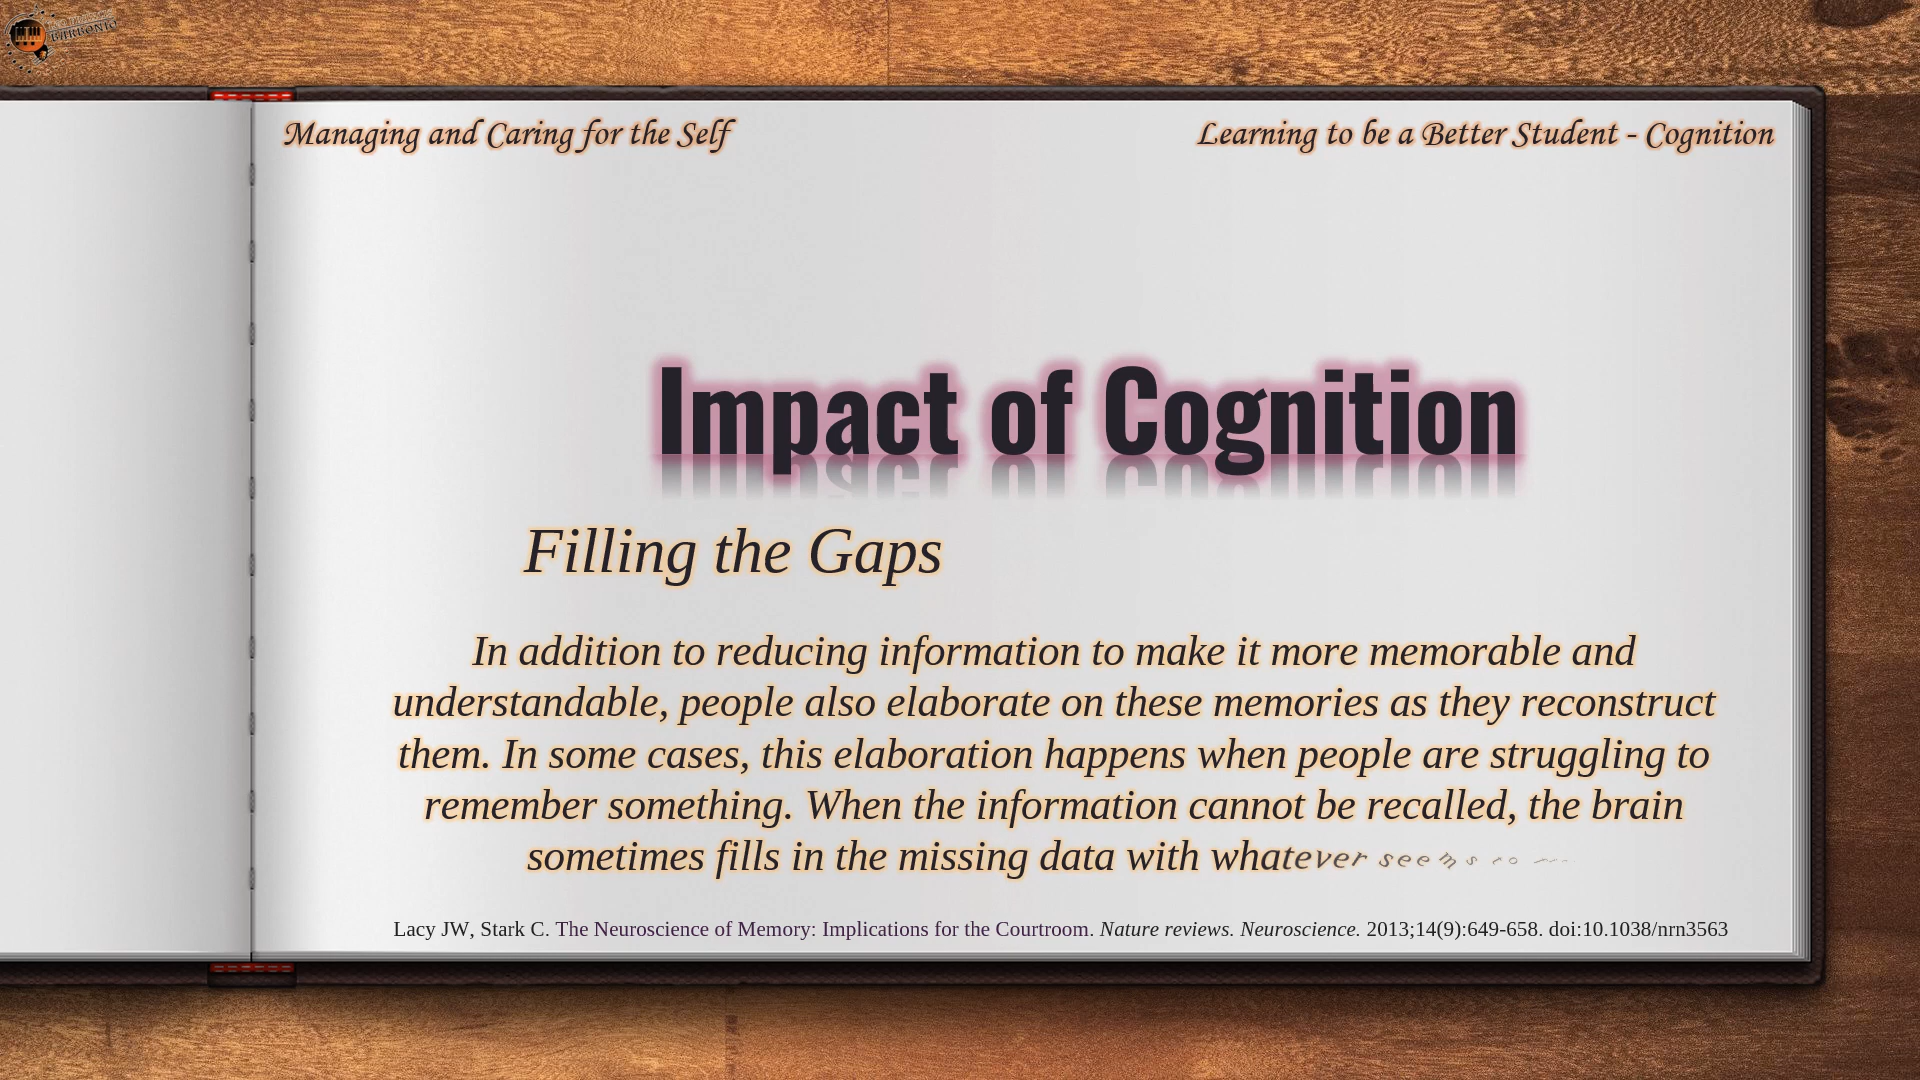 Managing and Caring for the Self
Learning to be a Better Student - Cognition
Impact of Cognition
Filling the Gaps
In addition to reducing information to make it more memorable and
understandable, people also elaborate on these memories as they reconstruct
them. In some cases, this elaboration happens when people are struggling to
remember something. When the information cannot be recalled, the brain
sometimes fills in the missing data with whatever seems to
Lacy JW, Stark C. The Neuroscience of Memory: Implications for the Courtroom. Nature reviews. Neuroscience. 2013;14(9):649-658. doi:10.1038/nrn3563